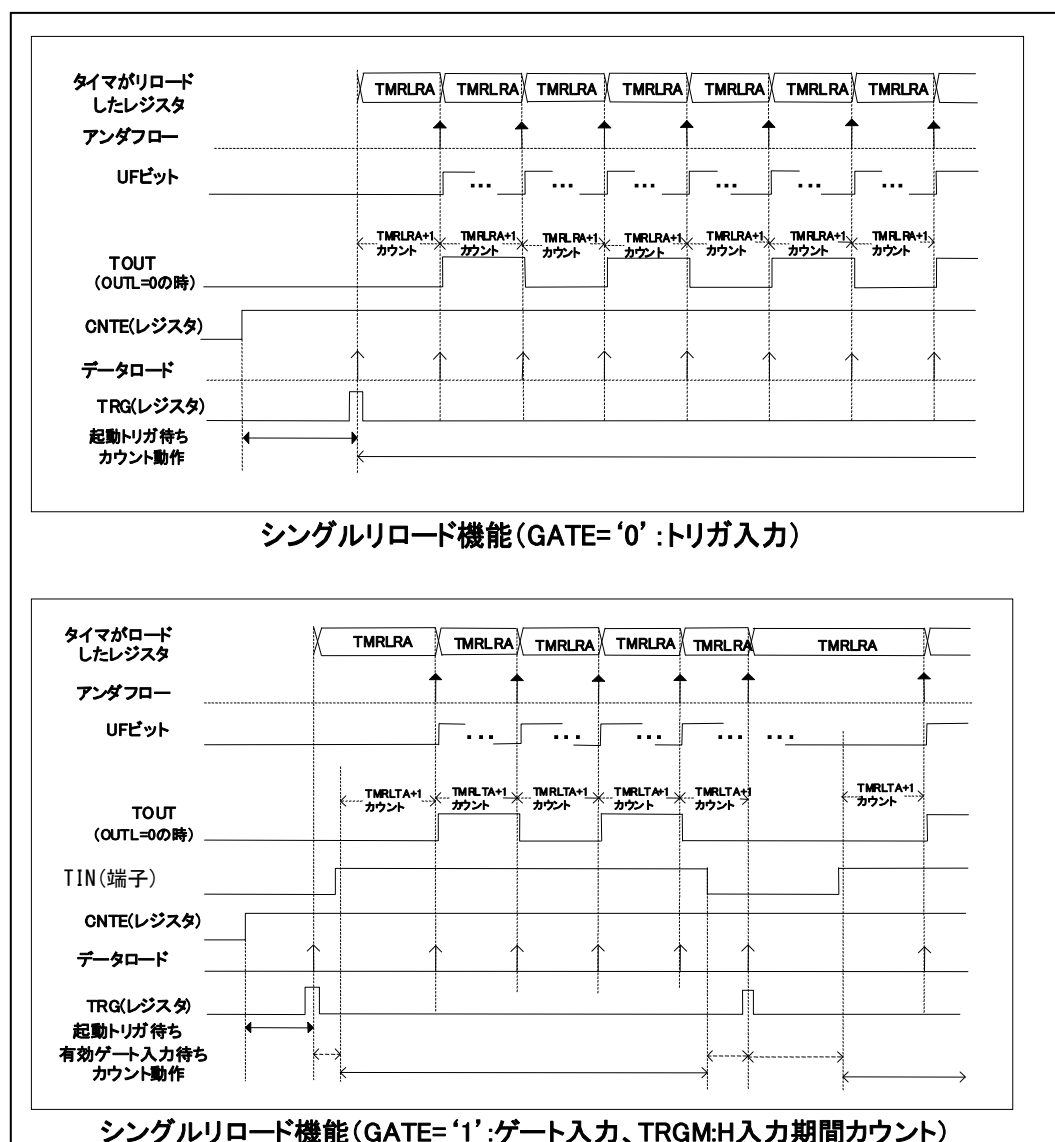 タイマがリロード
したレジスタ
TMRLRA TMRLRA TMRLRA TMRLRA TMRLRA TMRLRA TMRLRA
アンダフロー
UFビット
... ... ... ... ... ...
TMRLRA+1 TMRLRA+1 TMRLRA+1 TMRLRA+1 TMRLRA+1 TMRLRA+1 TMRLRA+1
カウント カウント カウント カウント カウント カウント カウント
TOUT
(OUTL=0の時)
CNTE(レジスタ)
データロード
TRG(レジスタ)
起動トリガ待ち
カウント動作
シングルリロード機能(GATE=‘0’:トリガ入力)
タイマがロード
したレジスタ
TMRLRA TMRLRA TMRLRA TMRLRA TMRLRA TMRLRA
アンダフロー
UFビット
... ... ... ... ...
TMRLTA+1 TMRLTA+1 TMRLTA+1 TMRLTA+1 TMRLTA+1 TMRLTA+1
カウント カウント カウント カウント カウント カウント
TOUT
(OUTL=0の時)
TIN(端子)
CNTE(レジスタ)
データロード
TRG(レジスタ)
起動トリガ待ち
有効ゲート入力待ち
カウント動作
シングルリロード機能(GATE=‘1’:ゲート入力、TRGM:H入力期間カウント)